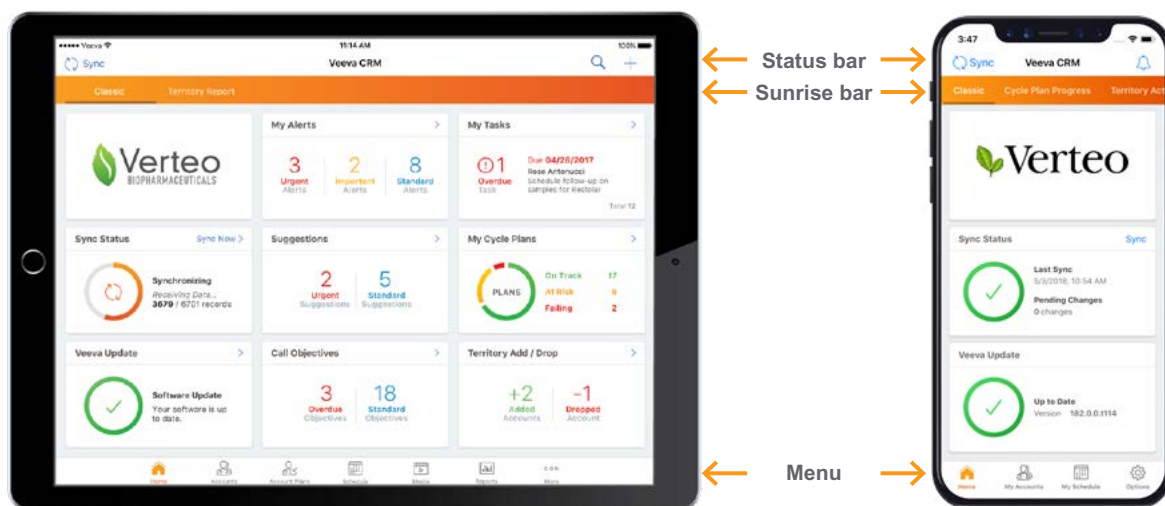 Veeva
11:14 AM
100%
Sync
Veeva CRM
Classic
Territory Report
Verteo
BIOPHARMACEUTICALS
My Alerts
3
2
8
Urgent
Important
Standard
Alerts
Alerts
Alerts
My Tasks
1
Overdue
Task
Due 04/26/2017
Rose Antonucci
Schedule follow-up on
samples for Restolar
Total 12
Sync Status
Sync Now
Synchronizing
Receiving Data...
3679 / 6701 records
Suggestions
2
5
Urgent
Standard
Suggestions
Suggestions
My Cycle Plans
PLANS
On Track 17
At Risk 6
Failing 2
Veeva Update
Software Update
Your software is up
to date.
Call Objectives
3
18
Overdue
Standard
Objectives
Objectives
Territory Add / Drop
+2
-1
Added
Dropped
Accounts
Account
Home
Accounts
Account Plans
Schedule
Media
Reports
More
Status bar
Sunrise bar
Menu
3:47
Sync
Veeva CRM
Classic
Cycle Plan Progress
Territory Act
Verteo
Sync Status
Sync
Last Sync
5/3/2018, 10:54 AM
Pending Changes
0 changes
Veeva Update
Up to Date
Version 182.0.0.t114
Home
My Accounts
My Schedule
Options